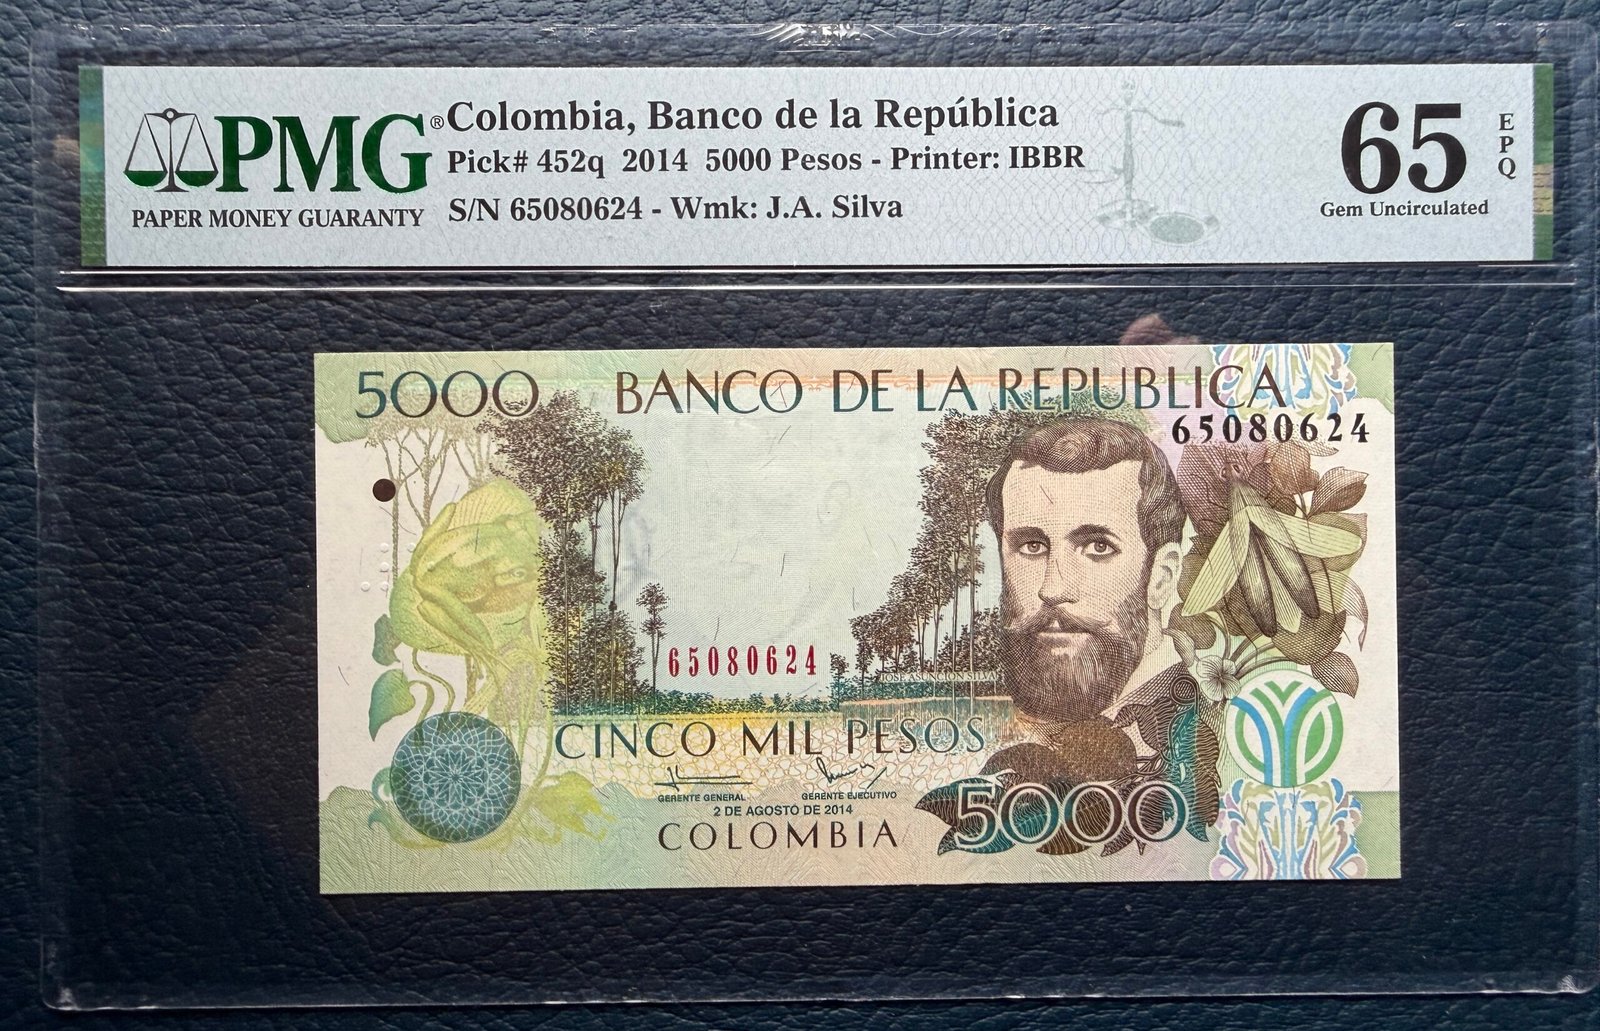 PMG®
PAPER MONEY GUARANTY
Colombia, Banco de la República
Pick# 452q 2014 5000 Pesos - Printer: IBBR
S/N 65080624 - Wmk: J.A. Silva
65
EPQ
Gem Uncirculated
5000 BANCO DE LA REPUBLICA
65080624
65080624
JOSE ASUNCION SILVA
CINCO MIL PESOS
GERENTE GENERAL GERENTE EJECUTIVO
2 DE AGOSTO DE 2014
COLOMBIA
5000